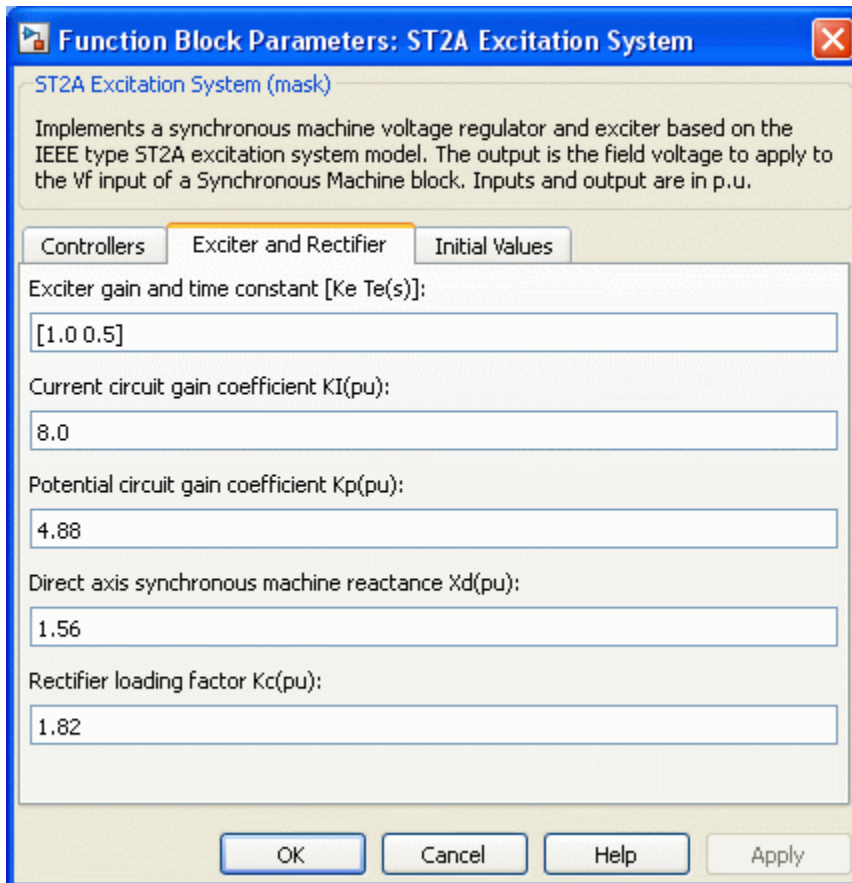 Function Block Parameters: ST2A Excitation System
ST2A Excitation System (mask)
Implements a synchronous machine voltage regulator and exciter based on the
IEEE type ST2A excitation system model. The output is the field voltage to apply to
the Vf input of a Synchronous Machine block. Inputs and output are in p.u.
Controllers Exciter and Rectifier Initial Values
Exciter gain and time constant [Ke Te(s)]:
[1.0 0.5]
Current circuit gain coefficient KI(pu):
8.0
Potential circuit gain coefficient Kp(pu):
4.88
Direct axis synchronous machine reactance Xd(pu):
1.56
Rectifier loading factor Kc(pu):
1.82
OK Cancel Help Apply